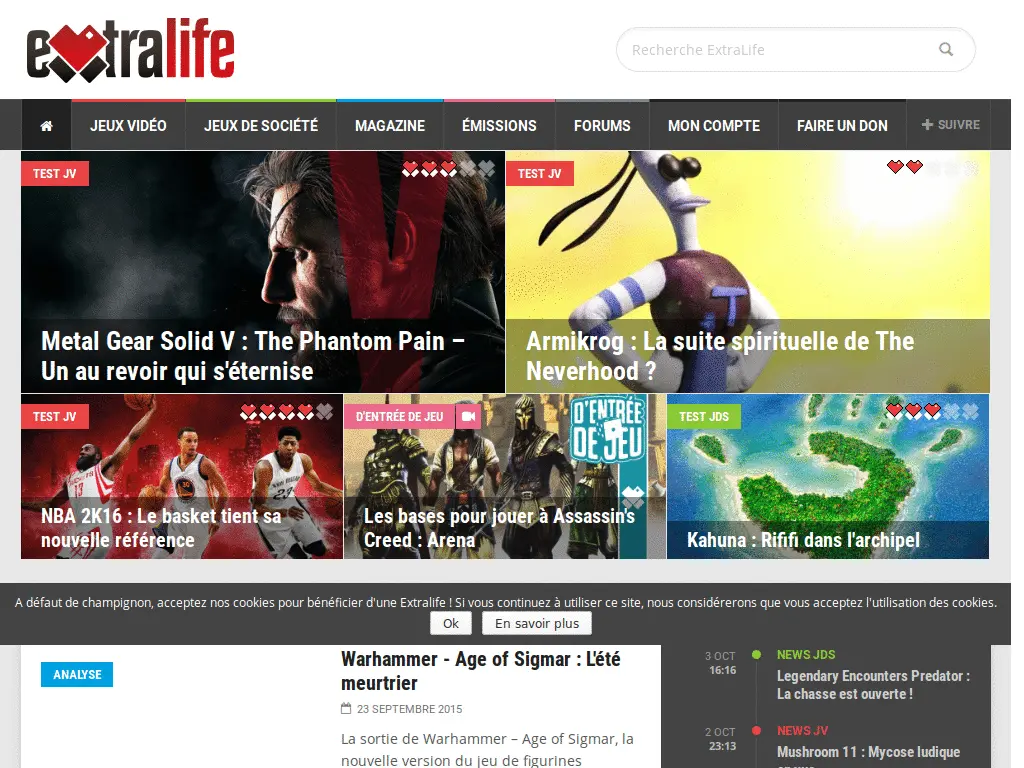 extralife
Recherche ExtraLife
JEUX VIDÉO
JEUX DE SOCIÉTÉ
MAGAZINE
ÉMISSIONS
FORUMS
MON COMPTE
FAIRE UN DON
SUIVRE
TEST JV
Metal Gear Solid V : The Phantom Pain –
Un au revoir qui s'éternise
TEST JV
T
Armikrog : La suite spirituelle de The
Neverhood ?
TEST JV
13
30
23
NBA 2K16 : Le basket tient sa
nouvelle référence
D'ENTRÉE DE JEU
D'ENTRÉE
DE JEU
Les bases pour jouer à Assassin's
Creed : Arena
TEST JDS
Kahuna : Rififi dans l'archipel
A défaut de champignon, acceptez nos cookies pour bénéficier d'une Extralife ! Si vous continuez à utiliser ce site, nous considérerons que vous acceptez l'utilisation des cookies.
Ok
En savoir plus
ANALYSE
Warhammer - Age of Sigmar : L'été
meurtrier
23 SEPTEMBRE 2015
La sortie de Warhammer – Age of Sigmar, la
nouvelle version du jeu de figurines
3 OCT
16:16
NEWS JDS
Legendary Encounters Predator :
La chasse est ouverte !
2 OCT
23:13
NEWS JV
Mushroom 11 : Mycose ludique